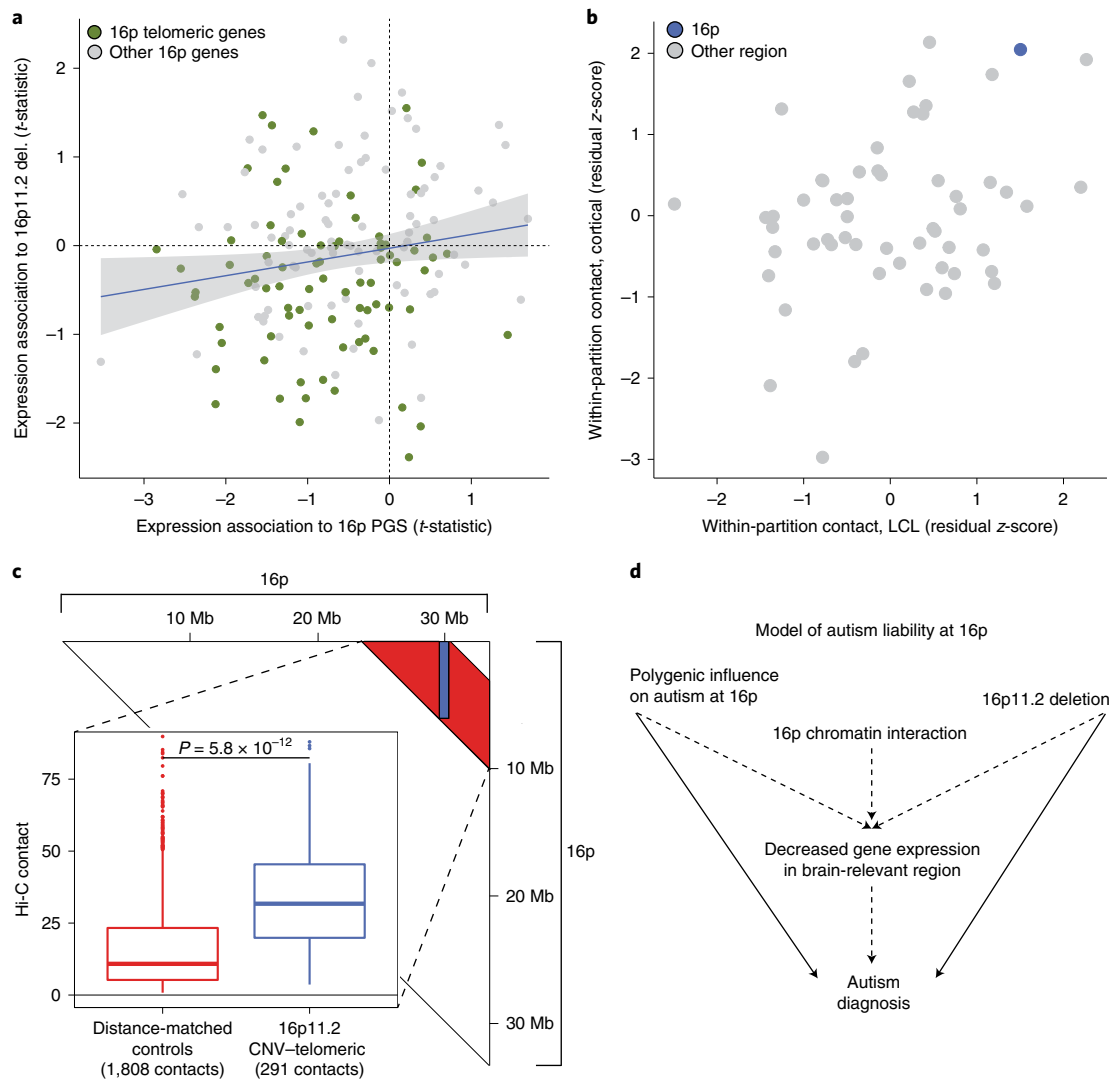 a
16p telomeric genes
Other 16p genes
Expression association to 16p11.2 del. (t-statistic)
2
1
0
–1
–2
–3
–2
–1
0
1
Expression association to 16p PGS (t-statistic)
b
16p
Other region
Within-partition contact, cortical (residual z-score)
2
1
0
–1
–2
–3
–2
–1
0
1
2
Within-partition contact, LCL (residual z-score)
c
16p
10 Mb
20 Mb
30 Mb
P = 5.8 × 10–12
Hi-C contact
75
50
25
0
Distance-matched
controls
(1,808 contacts)
16p11.2
CNV–telomeric
(291 contacts)
10 Mb
20 Mb
30 Mb
16p
d
Model of autism liability at 16p
Polygenic influence
on autism at 16p
16p11.2 deletion
16p chromatin interaction
Decreased gene expression
in brain-relevant region
Autism
diagnosis